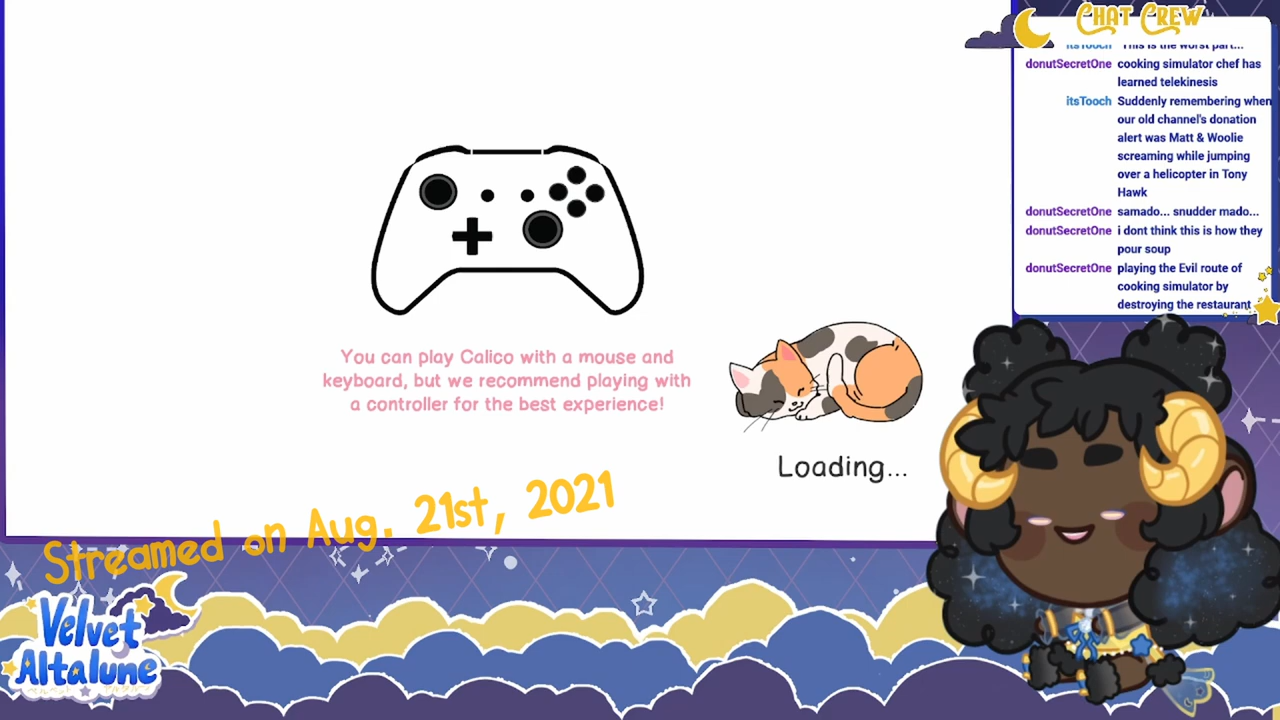 Chat Crew
itsTooch "This is the worst part...
donutSecretOne cooking simulator chef has
learned telekinesis
itsTooch Suddenly remembering when
our old channel's donation
alert was Matt & Woolie
screaming while jumping
over a helicopter in Tony
Hawk
donutSecretOne samado... snudder mado...
donutSecretOne i dont think this is how they
pour soup
donutSecretOne playing the Evil route of
cooking simulator by
destroying the restaurant
You can play Calico with a mouse and
keyboard, but we recommend playing with
a controller for the best experience!
Loading...
Streamed on Aug. 21st, 2021
Velvet
Altalune